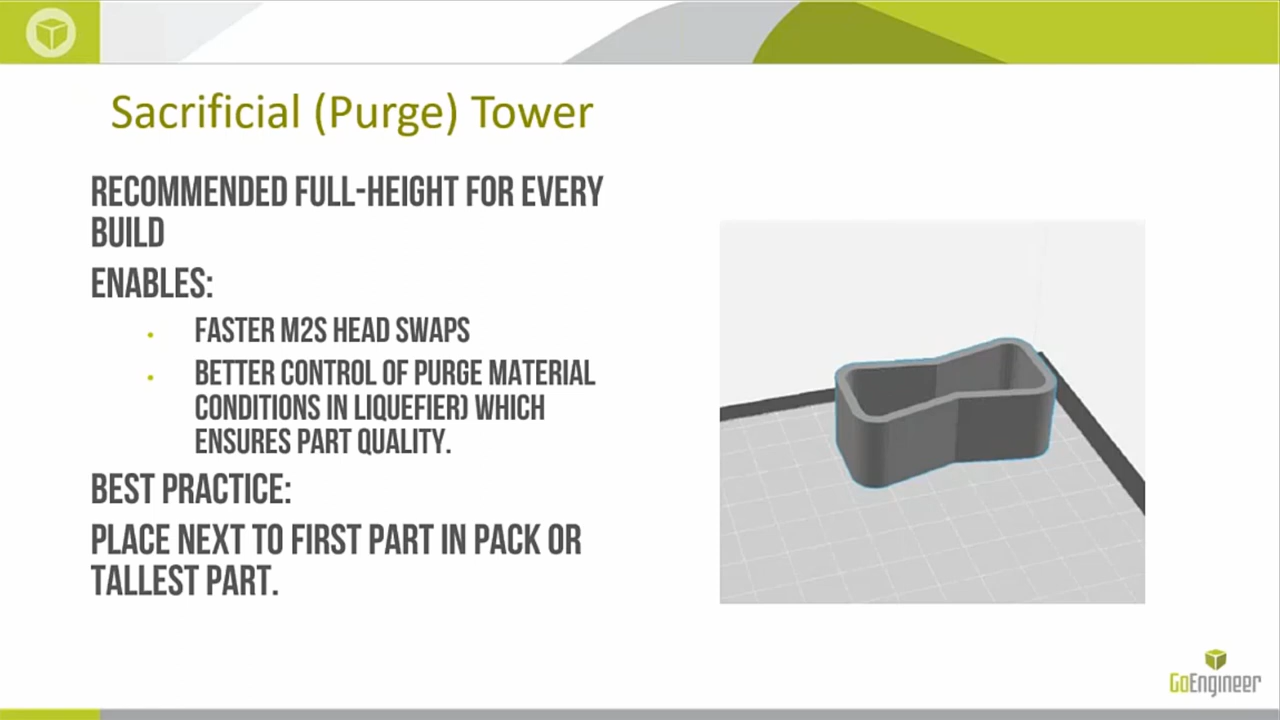 Sacrificial (Purge) Tower
RECOMMENDED FULL-HEIGHT FOR EVERY
BUILD
ENABLES:
• FASTER M2S HEAD SWAPS
• BETTER CONTROL OF PURGE MATERIAL
CONDITIONS IN LIQUEFIER) WHICH
ENSURES PART QUALITY.
BEST PRACTICE:
PLACE NEXT TO FIRST PART IN PACK OR
TALLEST PART.
GoEngineer